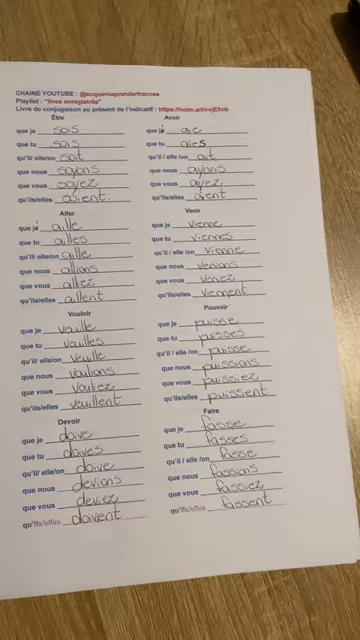 CHAINE YOUTUBE : @euqueroaprenderfrances
Playlist : "lives enregistrés"
Livre de conjugaison au présent de l'indicatif :
Être
que je sois
que tu sois
qu'il/ elle/on soit
que nous soyons
que vous soyez
qu'ils/elles soient
Avoir
que j' aie
que tu aies
qu'il / elle /on ait
que nous ayons
que vous ayez
qu'ils/elles aient
Aller
que j' aille
que tu ailles
qu'il/ elle/on aille
que nous allions
que vous alliez
qu'ils/elles aillent
Venir
que je vienne
que tu viennes
qu'il / elle /on vienne
que nous venions
que vous veniez
qu'ils/elles viennent
Vouloir
que je veuille
que tu veuilles
qu'il/ elle/on veuille
que nous voulions
que vous vouliez
qu'ils/elles veuillent
Pouvoir
que je puisse
que tu puisses
qu'il / elle /on puisse
que nous puissions
que vous puissiez
qu'ils/elles puissent
Devoir
que je doive
que tu doives
qu'il/ elle/on doive
que nous devions
que vous deviez
qu'ils/elles doivent
Faire
que je fasse
que tu fasses
qu'il / elle /on fasse
que nous fassions
que vous fassiez
qu'ils/elles fassent